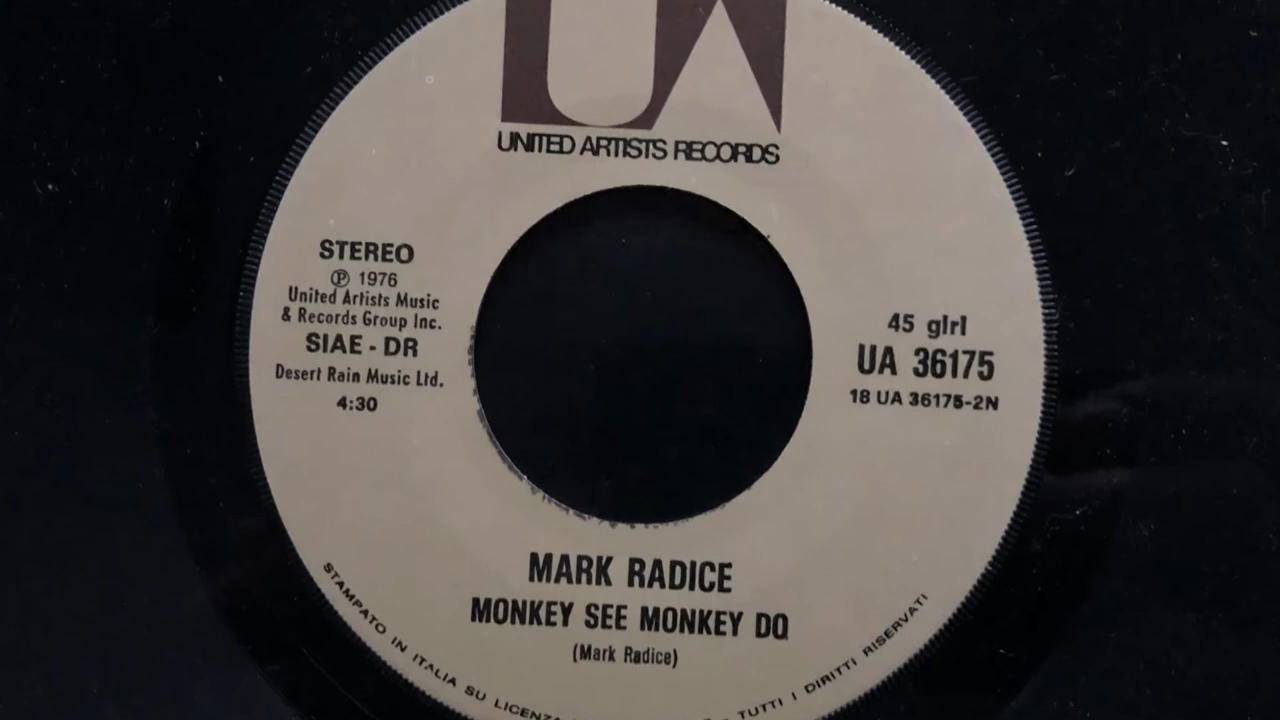 UA
UNITED ARTISTS RECORDS
STEREO
Ⓟ 1976
United Artists Music
& Records Group Inc.
SIAE - DR
Desert Rain Music Ltd.
4:30
45 giri
UA 36175
18 UA 36175-2N
MARK RADICE
MONKEY SEE MONKEY DO
(Mark Radice)
STAMPATO IN ITALIA SU LICENZA
- TUTTI I DIRITTI RISERVATI